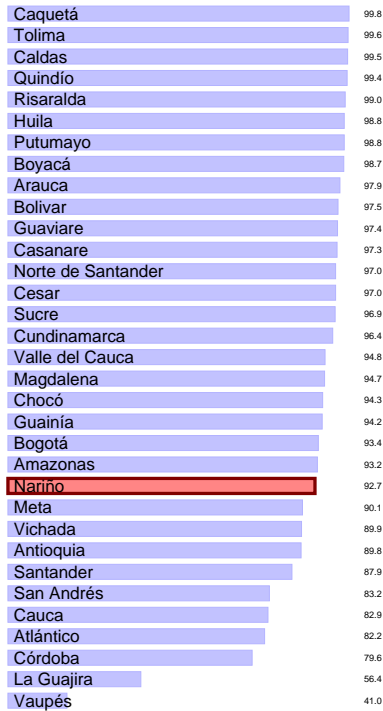 Caquetá 99.8
Tolima 99.6
Caldas 99.5
Quindío 99.4
Risaralda 99.0
Huila 98.8
Putumayo 98.8
Boyacá 98.7
Arauca 97.9
Bolivar 97.5
Guaviare 97.4
Casanare 97.3
Norte de Santander 97.0
Cesar 97.0
Sucre 96.9
Cundinamarca 96.4
Valle del Cauca 94.8
Magdalena 94.7
Chocó 94.3
Guainía 94.2
Bogotá 93.4
Amazonas 93.2
Nariño 92.7
Meta 90.1
Vichada 89.9
Antioquia 89.8
Santander 87.9
San Andrés 83.2
Cauca 82.9
Atlántico 82.2
Córdoba 79.6
La Guajira 56.4
Vaupés 41.0